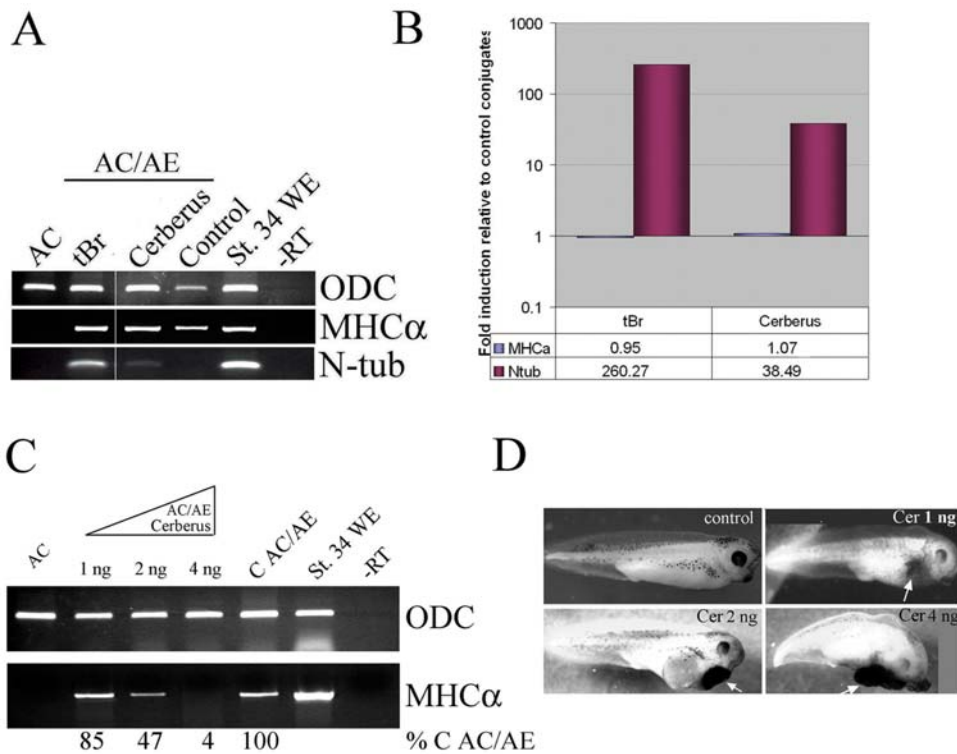 A
AC/AE
AC
tBr
Cerberus
Control
St. 34 WE
-RT
ODC
MHCα
N-tub
B
Fold induction relative to control conjugates
1000
100
10
1
0.1
tBr Cerberus
MHCa 0.95 1.07
Ntub 260.27 38.49
C
AC/AE
Cerberus
AC
1 ng
2 ng
4 ng
C AC/AE
St. 34 WE
-RT
ODC
MHCα
85 47 4 100 % C AC/AE
D
control
Cer 1 ng
Cer 2 ng
Cer 4 ng